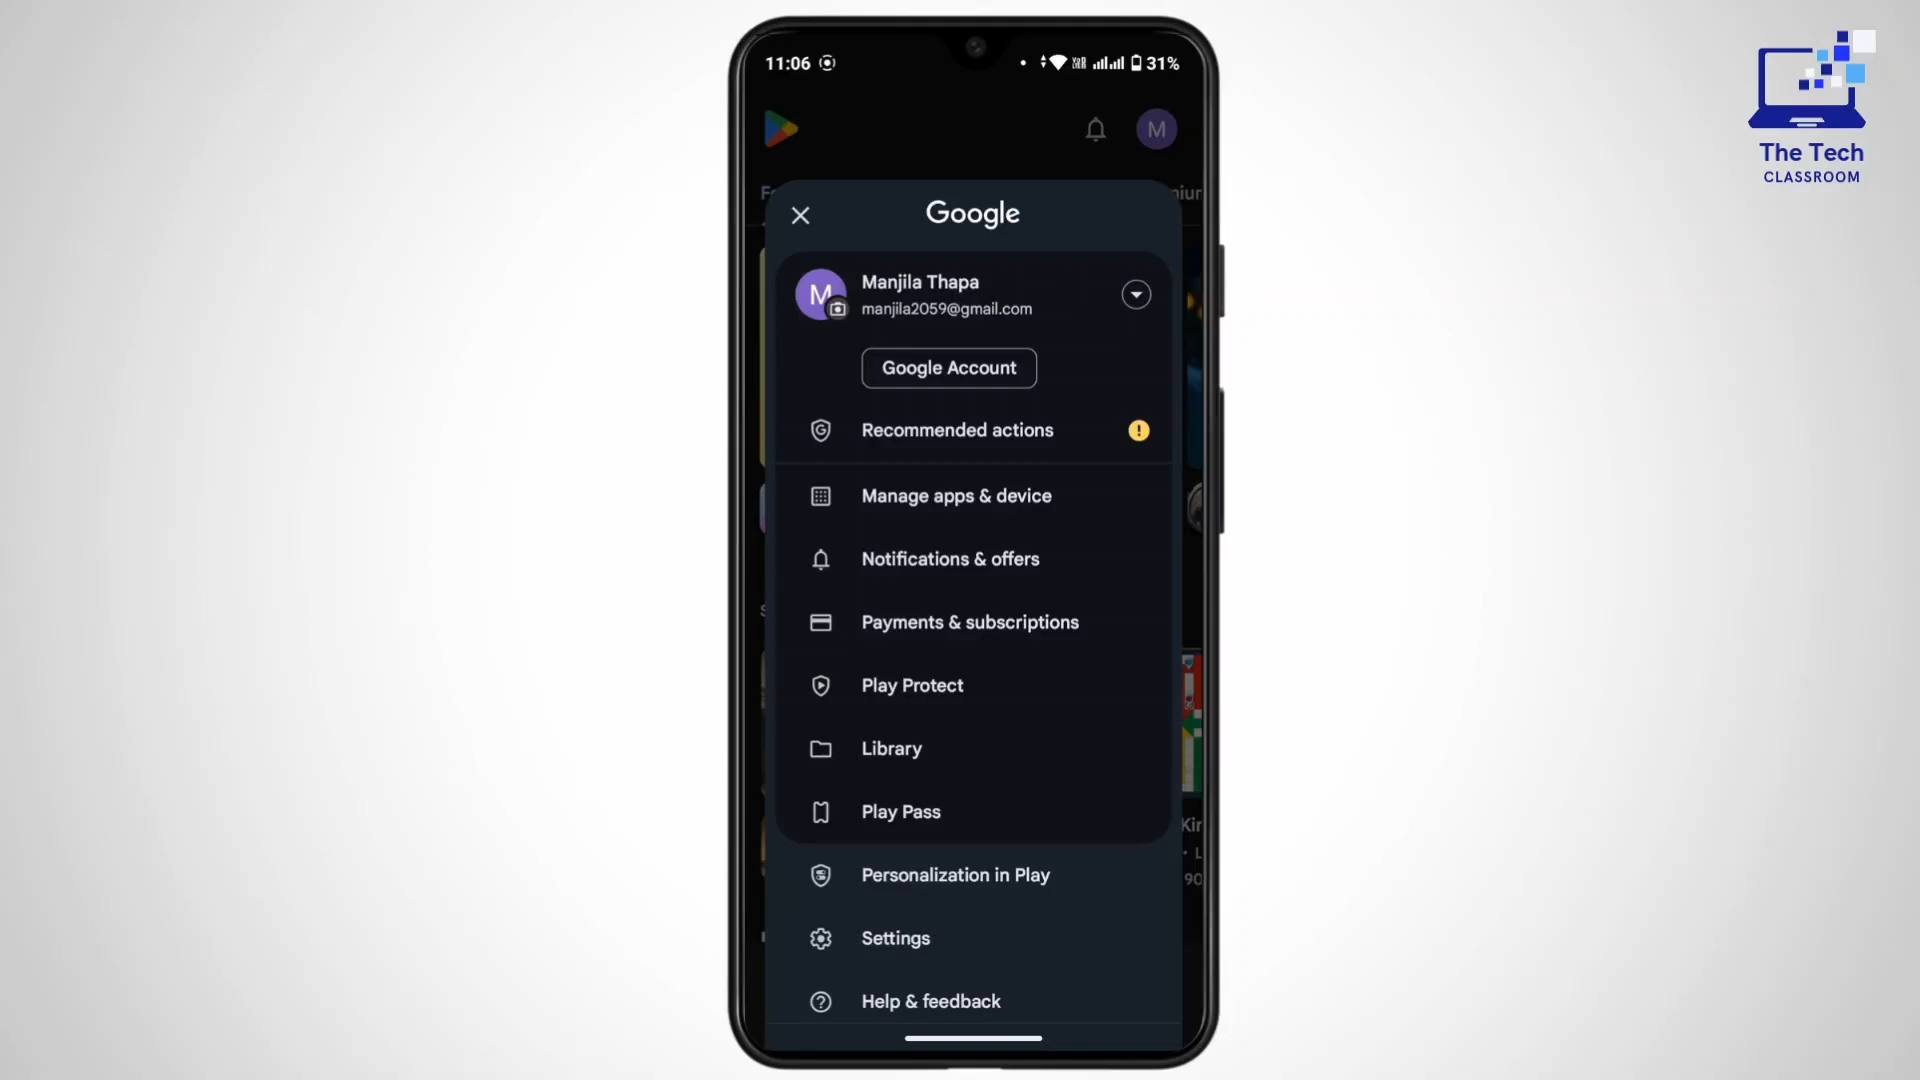 11:06
31%
The Tech
CLASSROOM
M
Google
M
Manjila Thapa
manjila2059@gmail.com
Google Account
Recommended actions
Manage apps & device
Notifications & offers
Payments & subscriptions
Play Protect
Library
Play Pass
Personalization in Play
Settings
Help & feedback